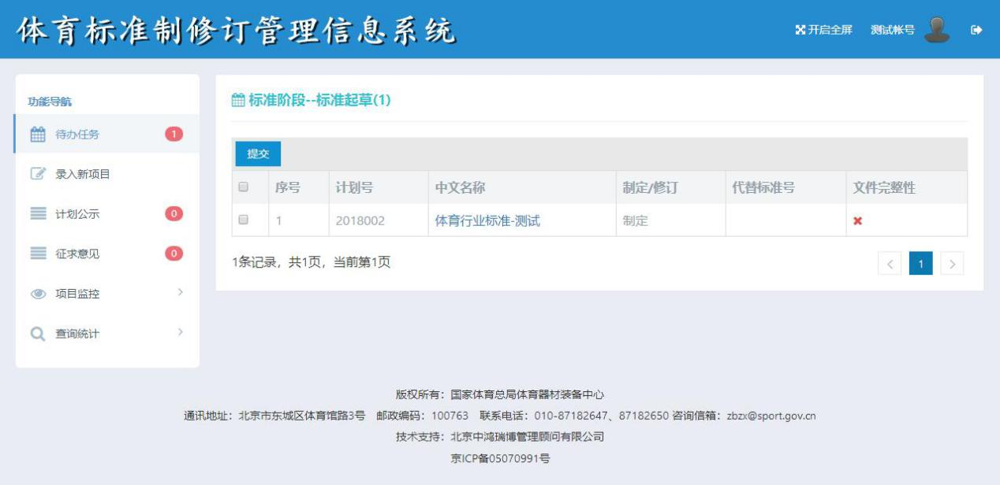 体育标准制修订管理信息系统
开启全屏 测试帐号
功能导航
待办任务 1
录入新项目
计划公示 0
征求意见 0
项目监控
查询统计
标准阶段--标准起草(1)
提交
序号 计划号 中文名称 制定/修订 代替标准号 文件完整性
1 2018002 体育行业标准-测试 制定
1条记录，共1页，当前第1页
1
版权所有：国家体育总局体育器材装备中心
通讯地址：北京市东城区体育馆路3号 邮政编码：100763 联系电话：010-87182647、87182650 咨询信箱：zbzx@sport.gov.cn
技术支持：北京中鸿瑞博管理顾问有限公司
京ICP备05070991号